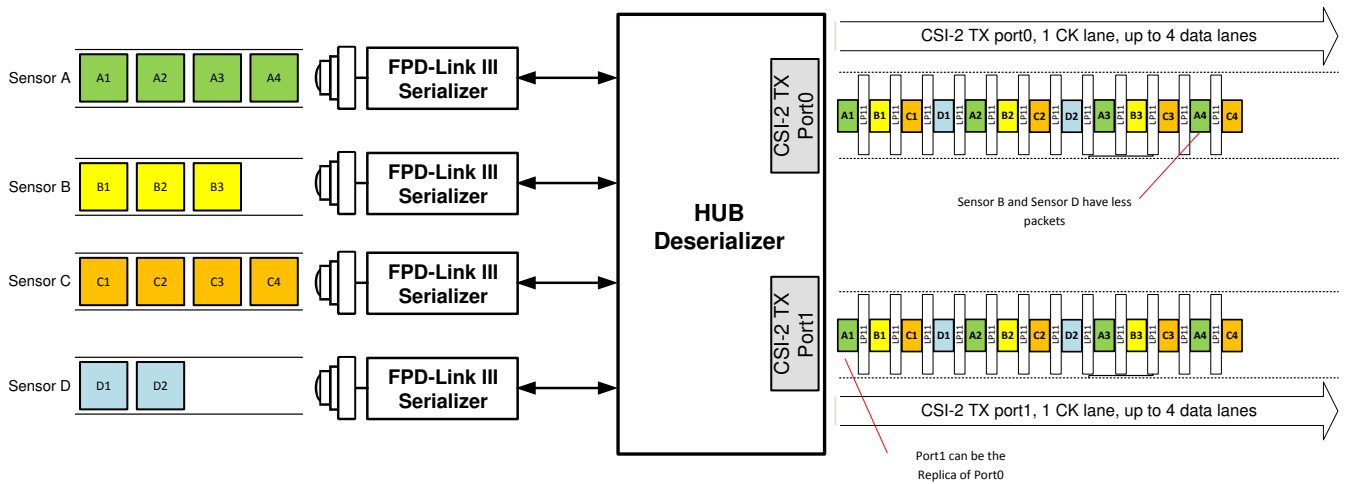 CSI-2 TX port0, 1 CK lane, up to 4 data lanes
Sensor A
A1 A2 A3 A4
FPD-Link III
Serializer
CSI-2 TX
Port0
A1 LP11 B1 LP11 C1 LP11 D1 LP11 A2 LP11 B2 LP11 C2 LP11 D2 LP11 A3 LP11 B3 LP11 C3 LP11 A4 LP11 C4
Sensor B
B1 B2 B3
FPD-Link III
Serializer
Sensor B and Sensor D have less
packets
HUB
Deserializer
Sensor C
C1 C2 C3 C4
FPD-Link III
Serializer
CSI-2 TX
Port1
A1 LP11 B1 LP11 C1 LP11 D1 LP11 A2 LP11 B2 LP11 C2 LP11 D2 LP11 A3 LP11 B3 LP11 C3 LP11 A4 LP11 C4
Sensor D
D1 D2
FPD-Link III
Serializer
CSI-2 TX port1, 1 CK lane, up to 4 data lanes
Port1 can be the
Replica of Port0